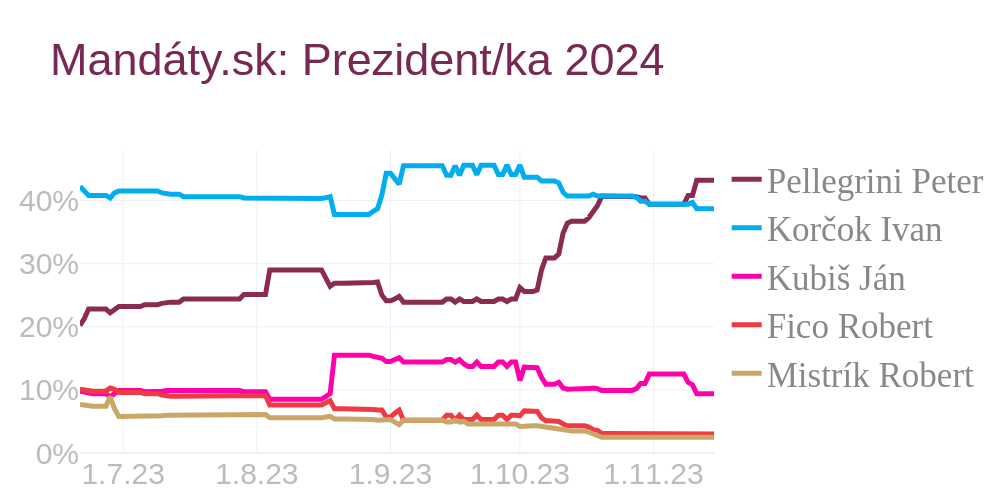 Mandáty.sk: Prezident/ka 2024
Pellegrini Peter
Korčok Ivan
Kubiš Ján
Fico Robert
Mistrík Robert
40%
30%
20%
10%
0%
1.7.23 1.8.23 1.9.23 1.10.23 1.11.23